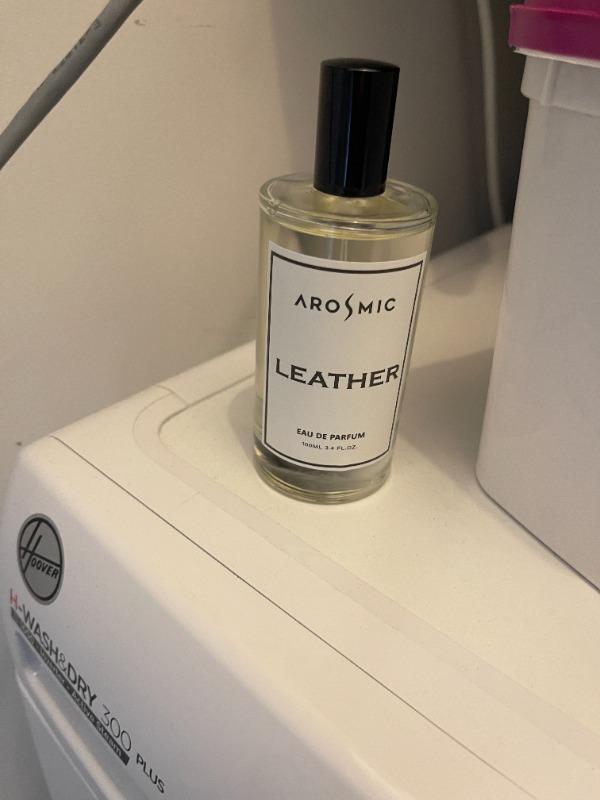 AROSMIC
LEATHER
EAU DE PARFUM
100ML 3.4 FL.OZ.
HOOVER
H-WASH&DRY 300 PLUS